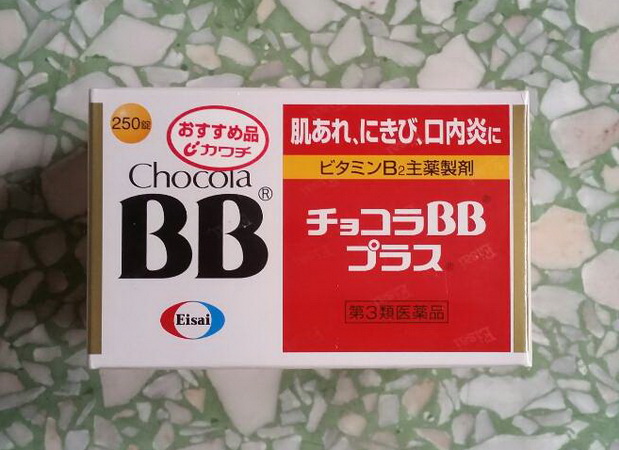 250錠
おすすめ品
カワチ
Chocola
BB®
Eisai
肌あれ、にきび、口内炎に
ビタミンB2主薬製剤
チョコラBB®
プラス®
第3類医薬品